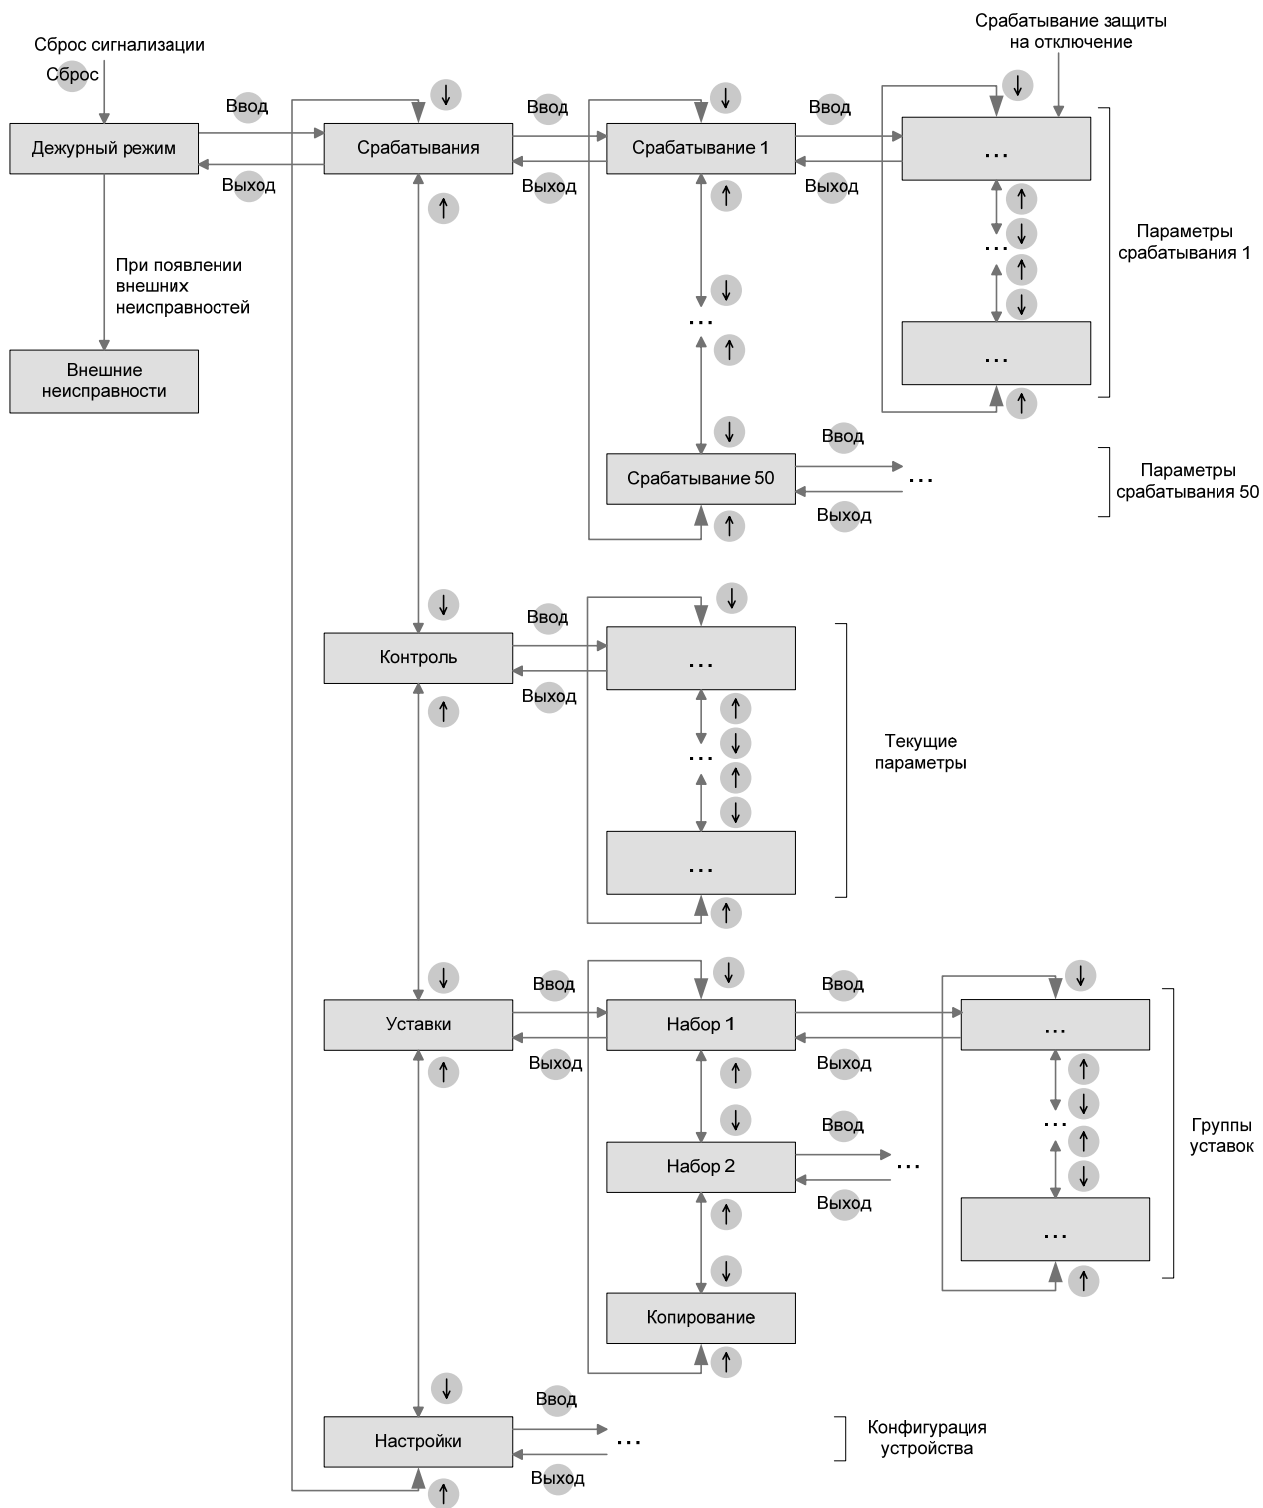 Срабатывание защиты
на отключение
Сброс сигнализации
Сброс
↓
↓
↓
Ввод
Ввод
Ввод
Дежурный режим
Срабатывания
Срабатывание 1
...
Выход
Выход
Выход
↑
↑
↑
...
↓
↑
↓
Параметры
срабатывания 1
При появлении
внешних
неисправностей
↓
...
↑
Внешние
неисправности
...
↑
↓
Ввод
Срабатывание 50
...
Параметры
срабатывания 50
Выход
↑
↓
↓
Ввод
Контроль
...
Выход
↑
↑
↓
...
↑
↓
Текущие
параметры
...
↑
↓
↓
↓
Ввод
Ввод
Уставки
Набор 1
...
Выход
Выход
↑
↑
↑
↓
...
↑
↓
Группы
уставок
↓
Ввод
Набор 2
...
Выход
↑
...
↑
↓
Копирование
↑
↓
Ввод
Настройки
...
Конфигурация
устройства
Выход
↑